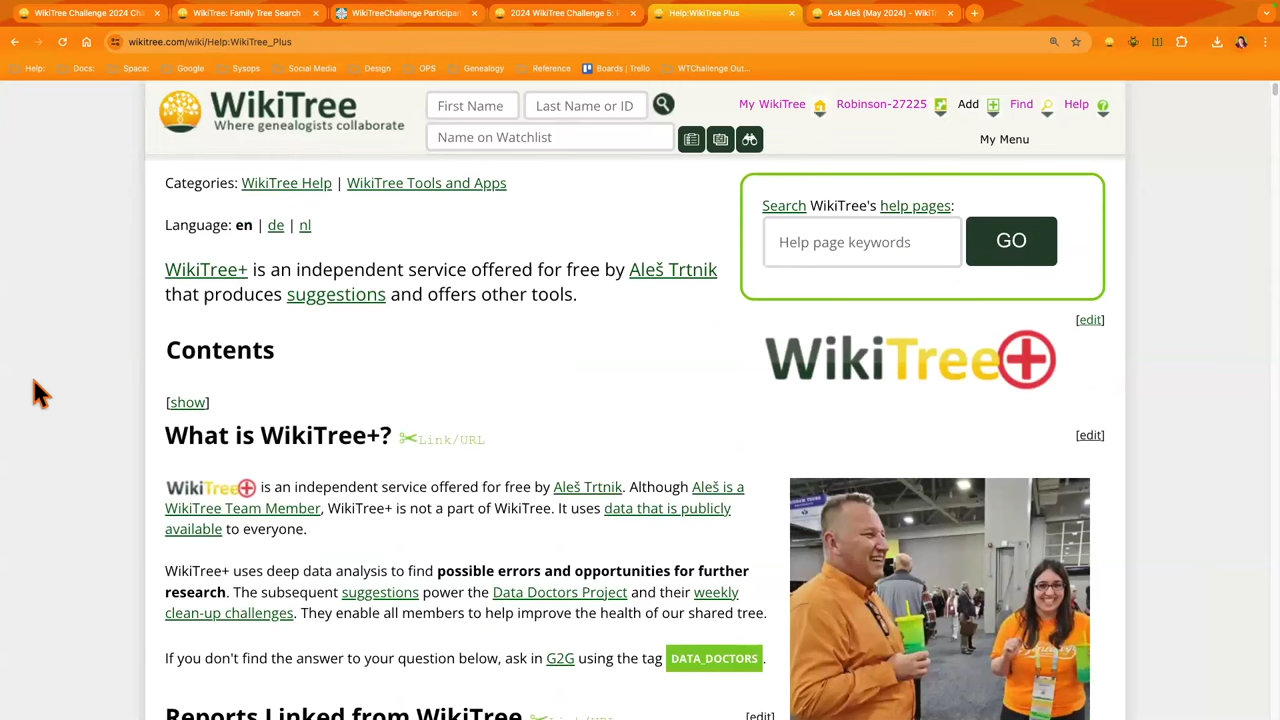 WikiTree Challenge 2024 Cha
WikiTree: Family Tree Search
WikiTreeChallenge Participan
2024 WikiTree Challenge 5: K
Help:WikiTree Plus
Ask Aleš (May 2024) - WikiT
wikitree.com/wiki/Help:WikiTree_Plus
Help: Docs: Space: Google Sysops Social Media Design OPS Genealogy Reference Boards | Trello WTChallenge Out...
WikiTree
Where genealogists collaborate
First Name Last Name or ID
Name on Watchlist
My WikiTree Robinson-27225 Add Find Help
My Menu
Categories: WikiTree Help | WikiTree Tools and Apps
Language: en | de | nl
Search WikiTree's help pages:
Help page keywords GO
WikiTree+ is an independent service offered for free by Aleš Trtnik
that produces suggestions and offers other tools.
[edit]
WikiTree+
Contents
[show]
What is WikiTree+? Link/URL
[edit]
WikiTree+ is an independent service offered for free by Aleš Trtnik. Although Aleš is a
WikiTree Team Member, WikiTree+ is not a part of WikiTree. It uses data that is publicly
available to everyone.
WikiTree+ uses deep data analysis to find possible errors and opportunities for further
research. The subsequent suggestions power the Data Doctors Project and their weekly
clean-up challenges. They enable all members to help improve the health of our shared tree.
If you don't find the answer to your question below, ask in G2G using the tag DATA_DOCTORS.
Reports Linked from WikiTree Link/URL
[edit]